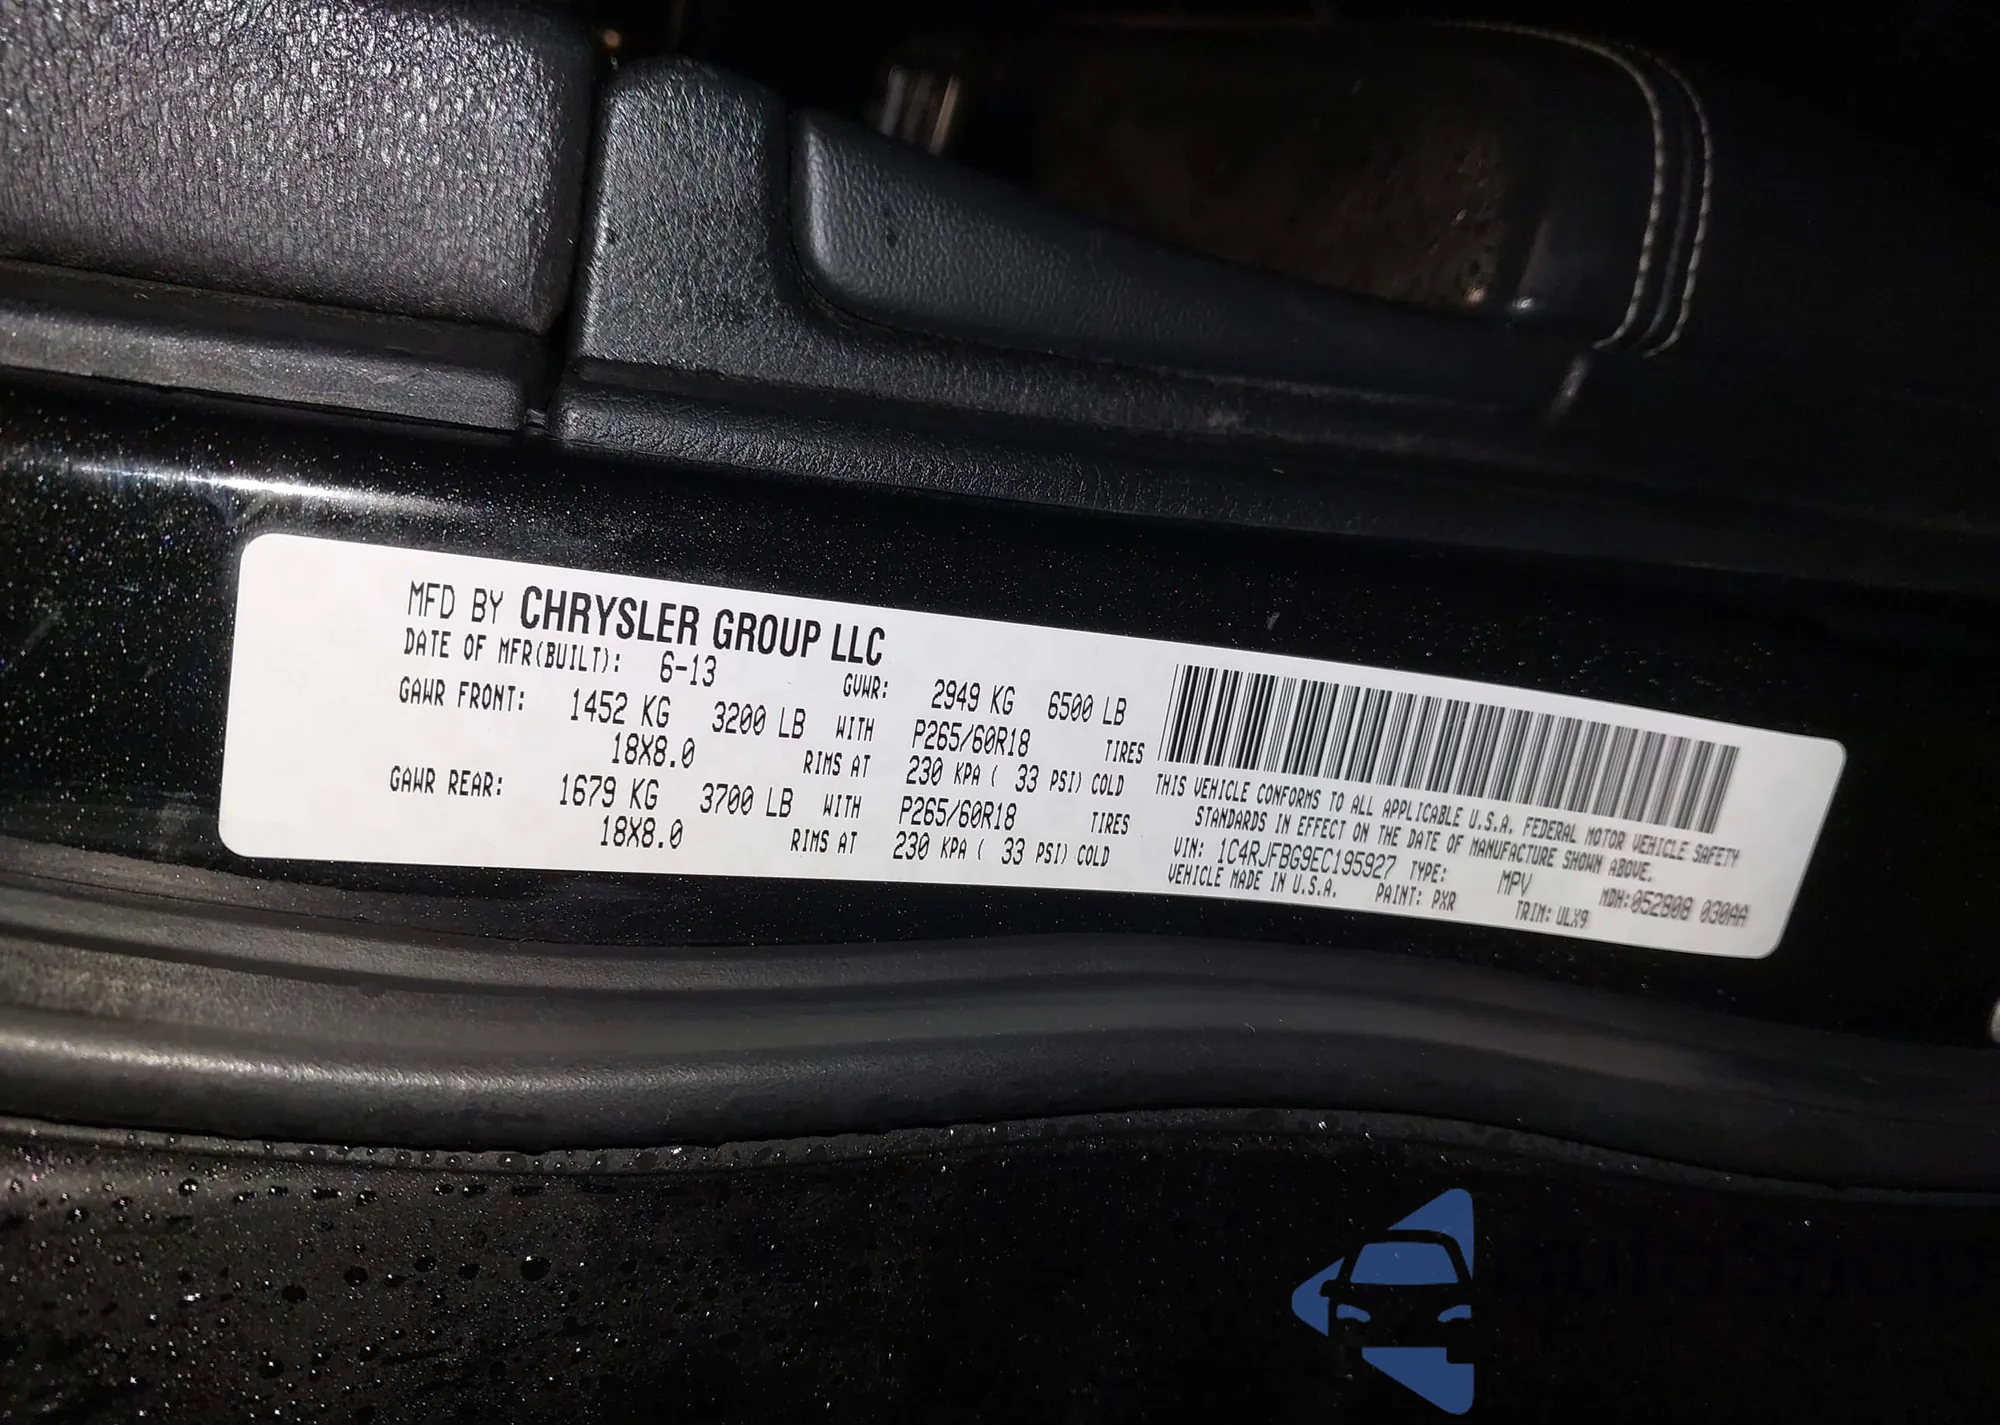 MFD BY CHRYSLER GROUP LLC
DATE OF MFR(BUILT): 6-13 GVWR: 2949 KG 6500 LB
GAWR FRONT: 1452 KG 3200 LB WITH P265/60R18 TIRES
18X8.0 RIMS AT 230 KPA ( 33 PSI) COLD
GAWR REAR: 1679 KG 3700 LB WITH P265/60R18 TIRES
18X8.0 RIMS AT 230 KPA ( 33 PSI) COLD
THIS VEHICLE CONFORMS TO ALL APPLICABLE U.S.A. FEDERAL MOTOR VEHICLE SAFETY
STANDARDS IN EFFECT ON THE DATE OF MANUFACTURE SHOWN ABOVE.
VIN: 1C4RJFBG9EC195927 TYPE: MPV MDH:052808 030AA
VEHICLE MADE IN U.S.A. PAINT: PXR TRIM: ULX9